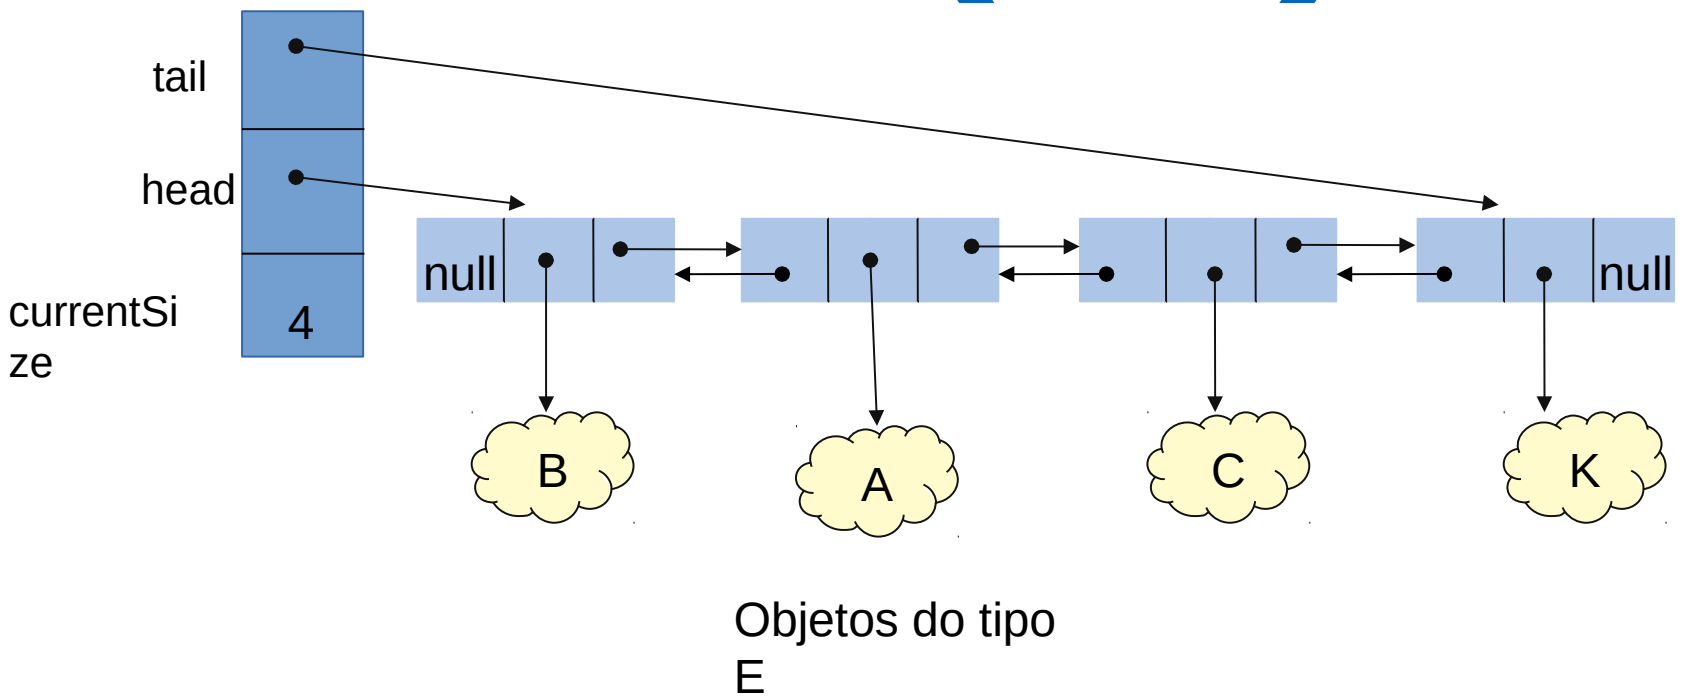 tail
head
null
null
currentSi
ze
4
B
A
C
K
Objetos do tipo
E